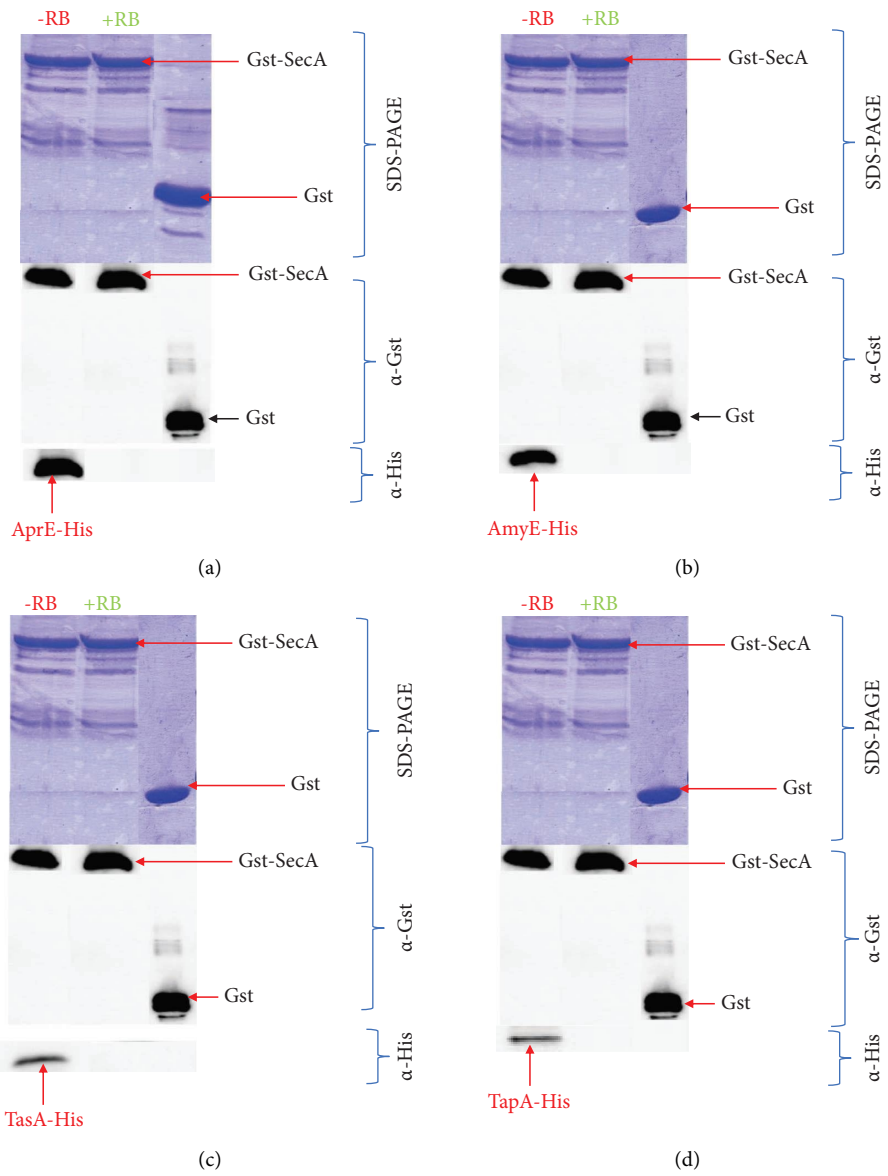 -RB +RB
Gst-SecA
Gst
SDS-PAGE
Gst-SecA
Gst
α-Gst
α-His
AprE-His
(a)
-RB +RB
Gst-SecA
Gst
SDS-PAGE
Gst-SecA
Gst
α-Gst
α-His
AmyE-His
(b)
-RB +RB
Gst-SecA
Gst
SDS-PAGE
Gst-SecA
Gst
α-Gst
α-His
TasA-His
(c)
-RB +RB
Gst-SecA
Gst
SDS-PAGE
Gst-SecA
Gst
α-Gst
α-His
TapA-His
(d)